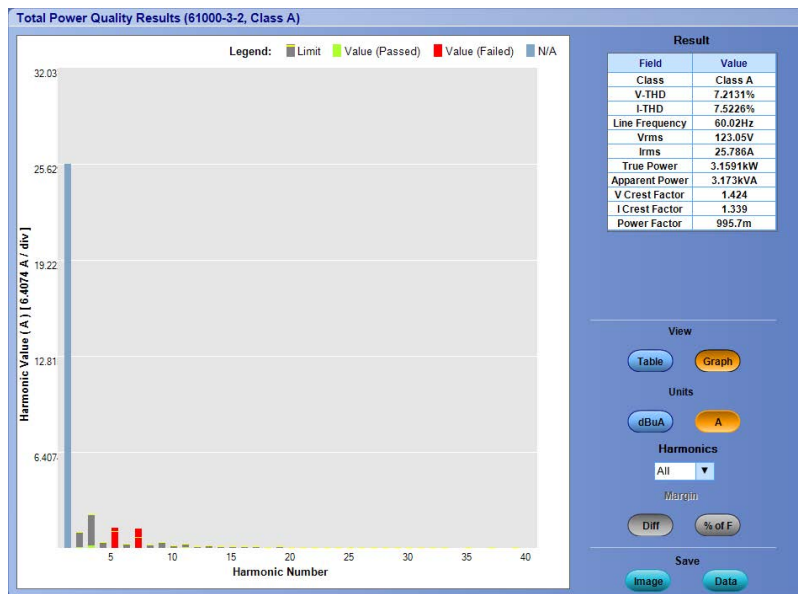 Total Power Quality Results (61000-3-2, Class A)
Legend: Limit Value (Passed) Value (Failed) N/A
32.03
25.62
19.22
12.81
6.407
Harmonic Value ( A ) [ 6.4074 A / div ]
5 10 15 20 25 30 35 40
Harmonic Number
Result
Field Value
Class Class A
V-THD 7.2131%
I-THD 7.5226%
Line Frequency 60.02Hz
Vrms 123.05V
Irms 25.786A
True Power 3.1591kW
Apparent Power 3.173kVA
V Crest Factor 1.424
I Crest Factor 1.339
Power Factor 995.7m
View
Table Graph
Units
dBuA A
Harmonics
All
Margin
Diff % of F
Save
Image Data